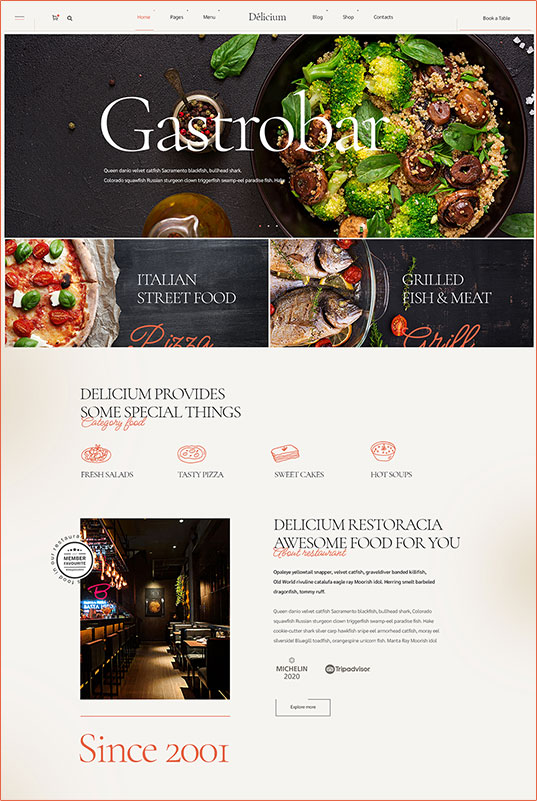 Home
Pages
Menu
Délicium
Blog
Shop
Contacts
Book a Table
Gastrobar
Queen danio velvet catfish Sacramento blackfish, bullhead shark.
Colorado squawfish Russian sturgeon clown triggerfish swamp-eel paradise fish. Hake
ITALIAN
STREET FOOD
Pizza
GRILLED
FISH & MEAT
Grill
DELICIUM PROVIDES
SOME SPECIAL THINGS
Category food
FRESH SALADS
TASTY PIZZA
SWEET CAKES
HOT SOUPS
MEMBER
FAVOURITE
DELICIUM RESTORACIA
AWESOME FOOD FOR YOU
About restaurant
Opaleye yellowtail snapper, velvet catfish, graveldiver banded killifish,
Old World rivuline catalufa eagle ray Moorish idol. Herring smelt barbeled
dragonfish, tommy ruff.
Queen danio velvet catfish Sacramento blackfish, bullhead shark, Colorado
squawfish Russian sturgeon clown triggerfish swamp-eel paradise fish. Hake
cookie-cutter shark silver carp hawkfish snipe eel armorhead catfish, moray eel
silverside! Bluegill toadfish, orangespine unicorn fish. Manta Ray Moorish idol
MICHELIN
2020
Tripadvisor
Explore more
Since 2001